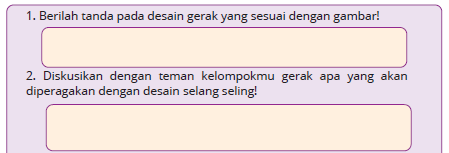 1. Berilah tanda pada desain gerak yang sesuai dengan gambar!
2. Diskusikan dengan teman kelompokmu gerak apa yang akan
diperagakan dengan desain selang seling!